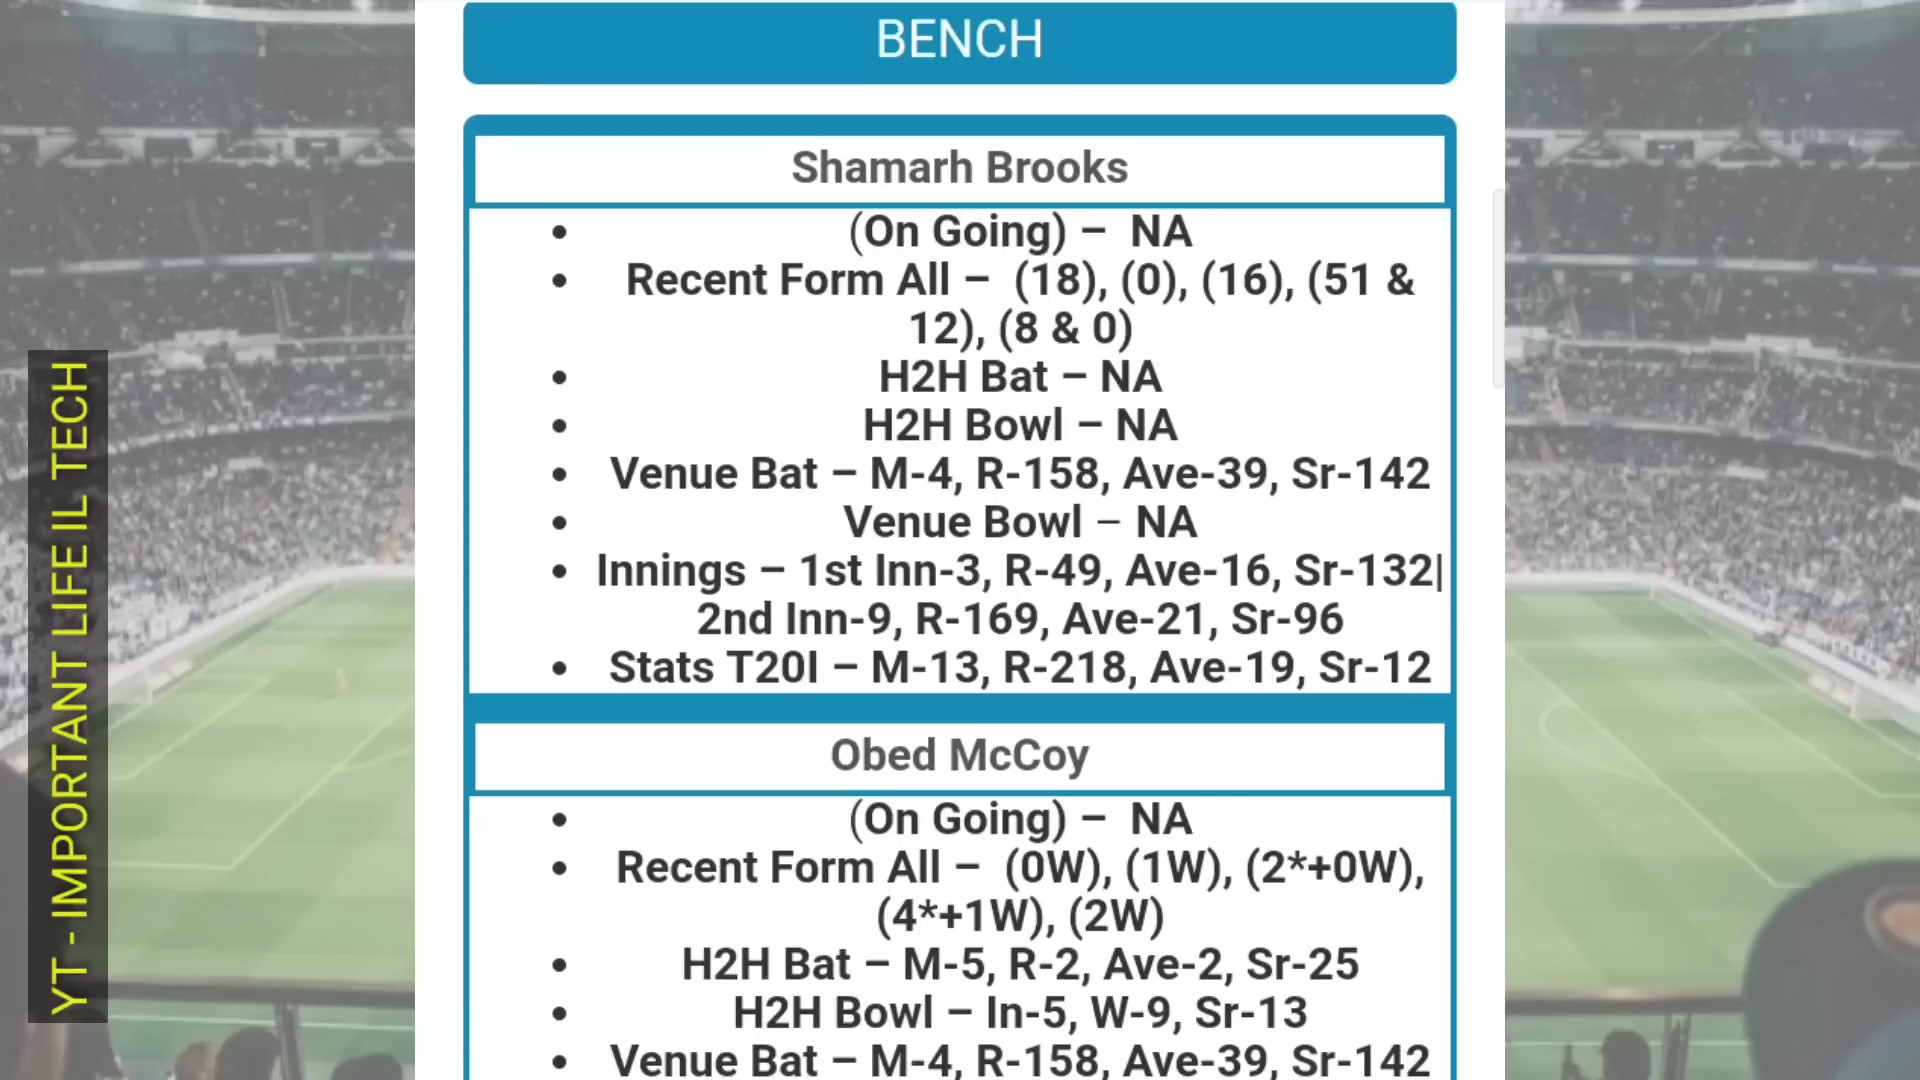 BENCH
Shamarh Brooks
• (On Going) – NA
• Recent Form All – (18), (0), (16), (51 &
12), (8 & 0)
• H2H Bat – NA
• H2H Bowl – NA
• Venue Bat – M-4, R-158, Ave-39, Sr-142
• Venue Bowl – NA
• Innings – 1st Inn-3, R-49, Ave-16, Sr-132|
2nd Inn-9, R-169, Ave-21, Sr-96
• Stats T20I – M-13, R-218, Ave-19, Sr-12
Obed McCoy
• (On Going) – NA
• Recent Form All – (0W), (1W), (2*+0W),
(4*+1W), (2W)
• H2H Bat – M-5, R-2, Ave-2, Sr-25
• H2H Bowl – In-5, W-9, Sr-13
• Venue Bat – M-4, R-158, Ave-39, Sr-142
YT - IMPORTANT LIFE IL TECH